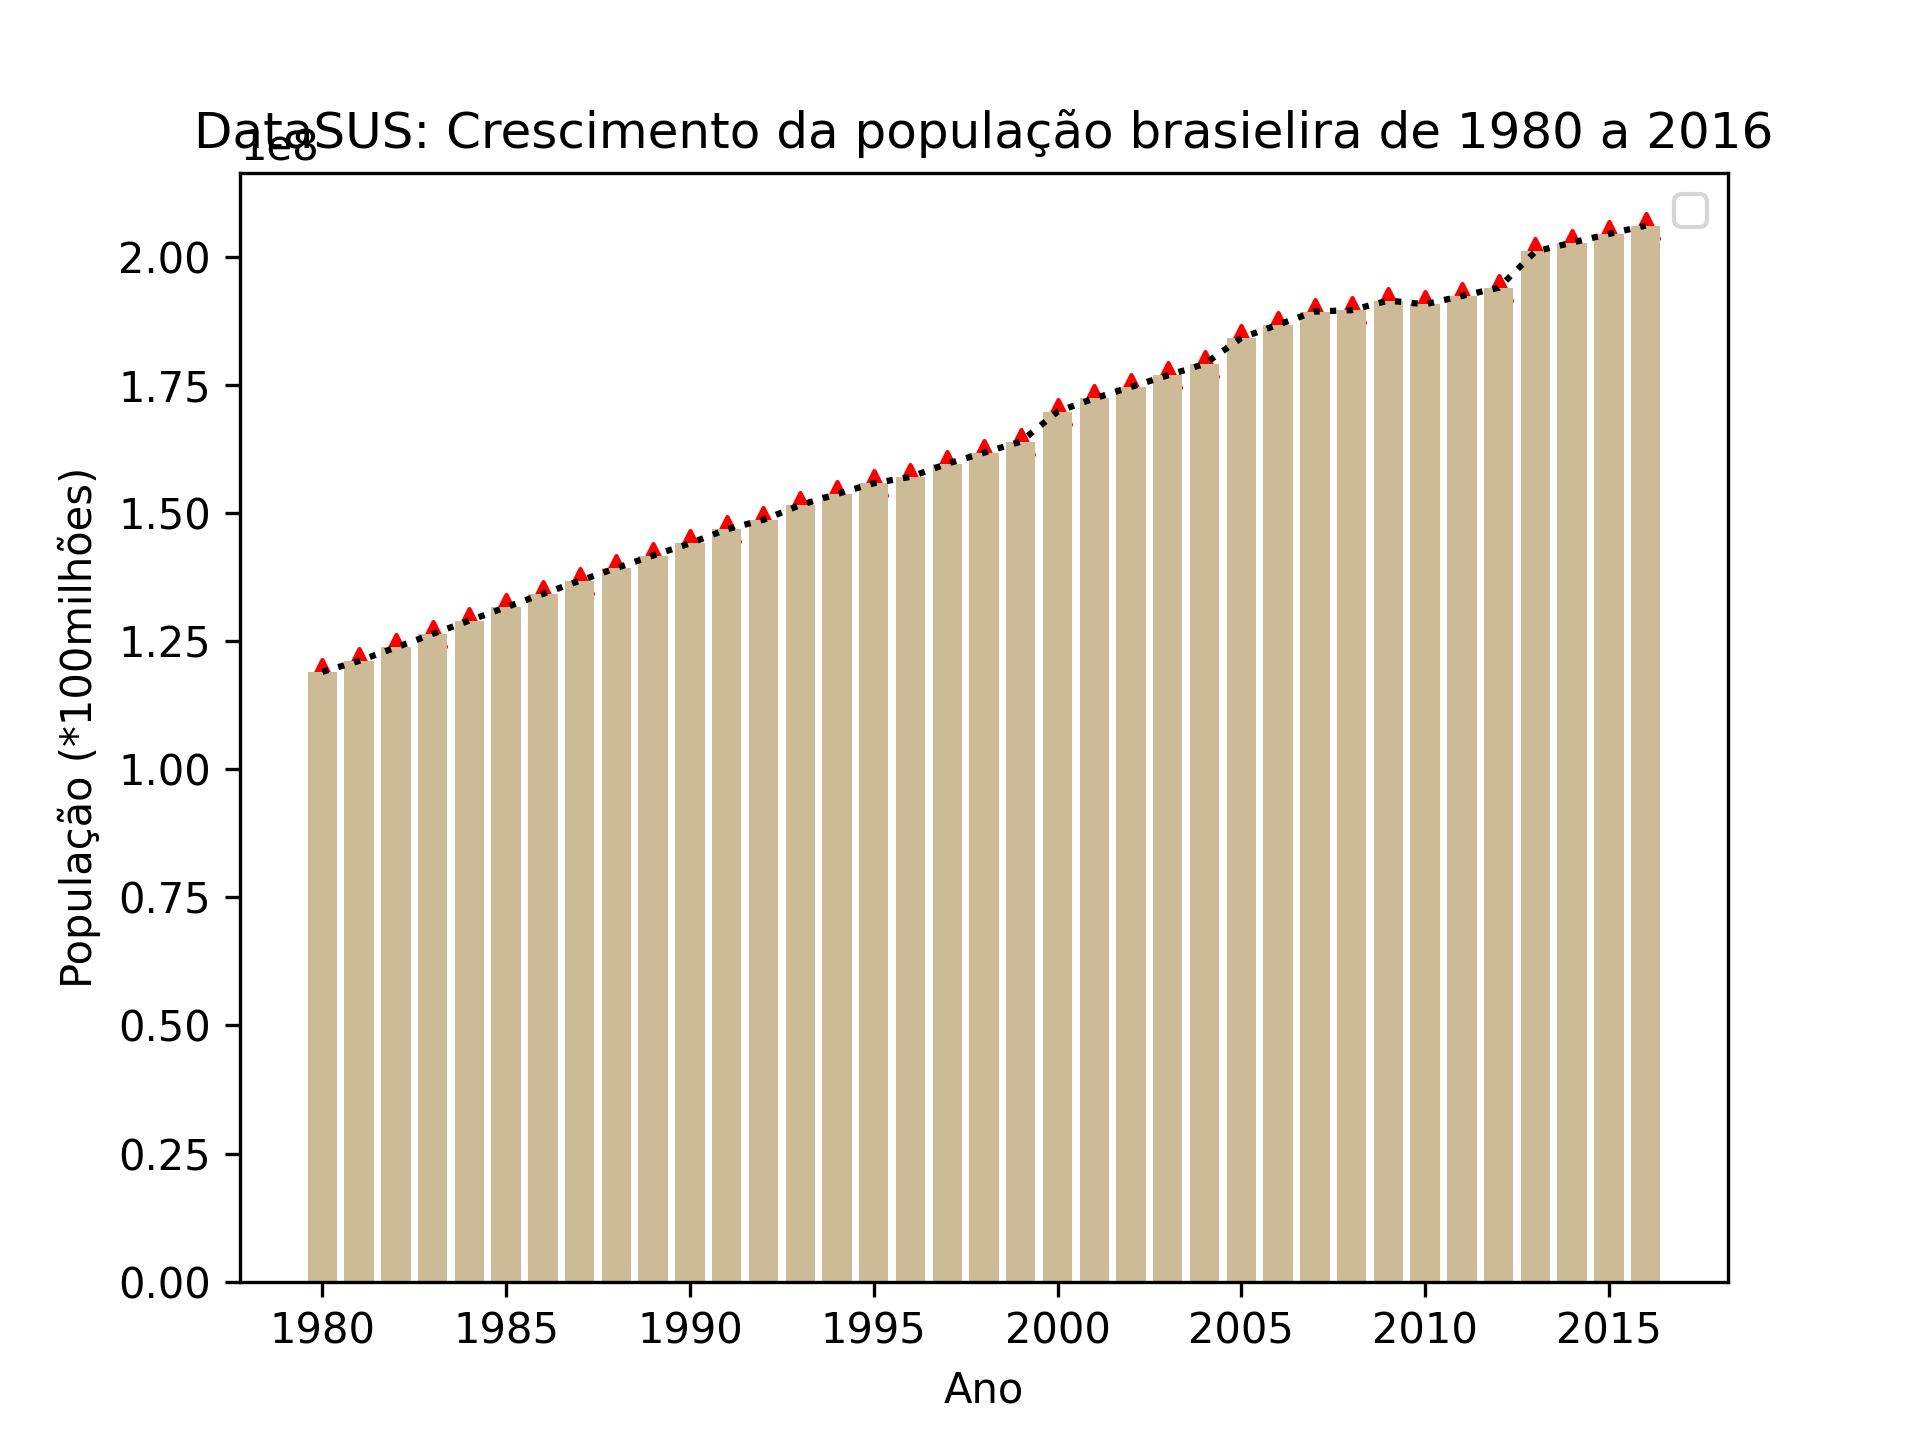 DataSUS: Crescimento da população brasielira de 1980 a 2016
1e8
2.00
1.75
1.50
1.25
1.00
0.75
0.50
0.25
0.00
População (*100milhões)
1980 1985 1990 1995 2000 2005 2010 2015
Ano